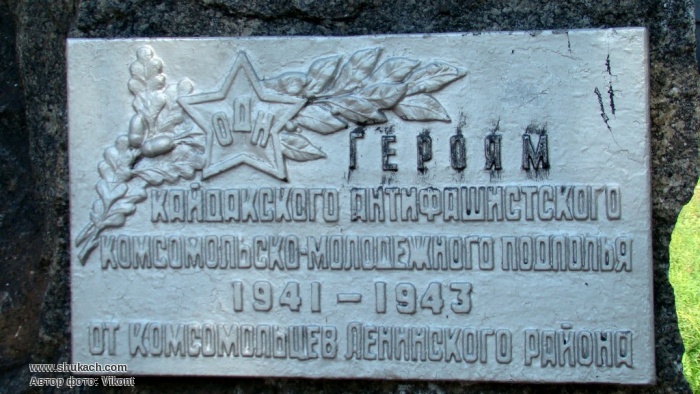 ОДН
ГЕРОЯМ
КАЙДАКСКОГО АНТИФАШИСТСКОГО
КОМСОМОЛЬСКО-МОЛОДЕЖНОГО ПОДПОЛЬЯ
1941-1943
ОТ КОМСОМОЛЬЦЕВ ЛЕНИНСКОГО РАЙОНА
www.shukach.com
Автор фото: Vikont